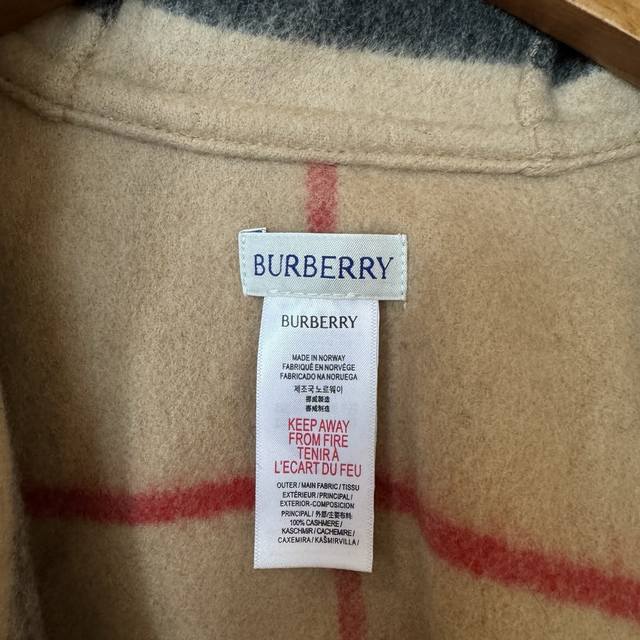 BURBERRY
BURBERRY
MADE IN NORWAY
FABRIQUÉ EN NORVÈGE
FABRICADO NA NORUEGA
제조국 노르웨이
挪威製造
挪威制造
KEEP AWAY
FROM FIRE
TENIR À
L'ECART DU FEU
OUTER / MAIN FABRIC / TISSU
EXTÉRIEUR / PRINCIPAL /
EXTERIOR-COMPOSITION
PRINCIPAL / 外部/主要布料
100% CASHMERE /
KASCHMIR / CACHEMIRE /
CAXEMIRA / KAŠMIRVILLA /